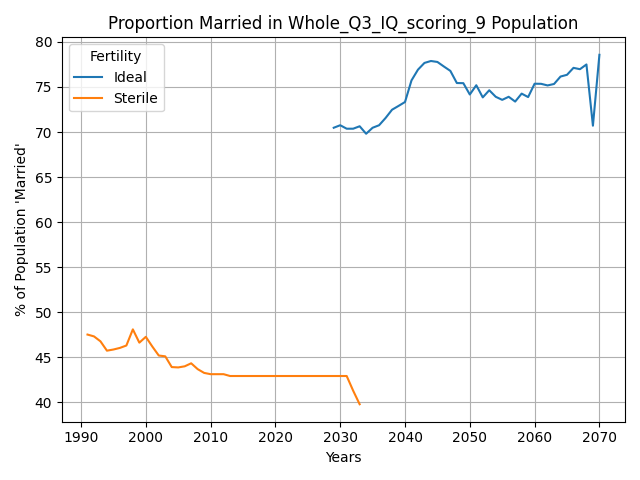 Proportion Married in Whole_Q3_IQ_scoring_9 Population
% of Population 'Married'
80
75
70
65
60
55
50
45
40
Fertility
Ideal
Sterile
1990 2000 2010 2020 2030 2040 2050 2060 2070
Years